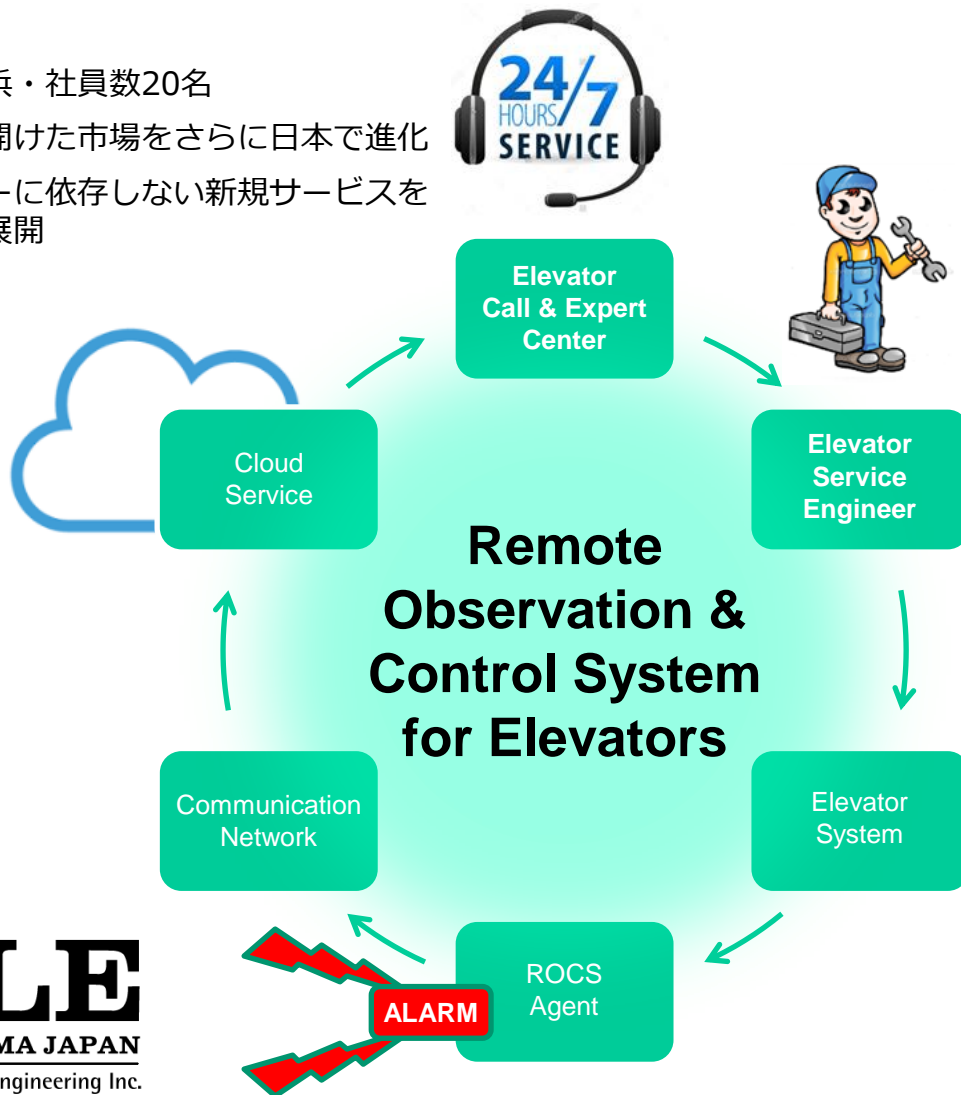 浜・社員数20名
開けた市場をさらに日本で進化
ーに依存しない新規サービスを
展開
24/7
HOURS
SERVICE
Elevator
Call & Expert
Center
Cloud
Service
Elevator
Service
Engineer
Remote
Observation &
Control System
for Elevators
Communication
Network
Elevator
System
ROCS
Agent
ALARM
LE
MA JAPAN
ngineering Inc.